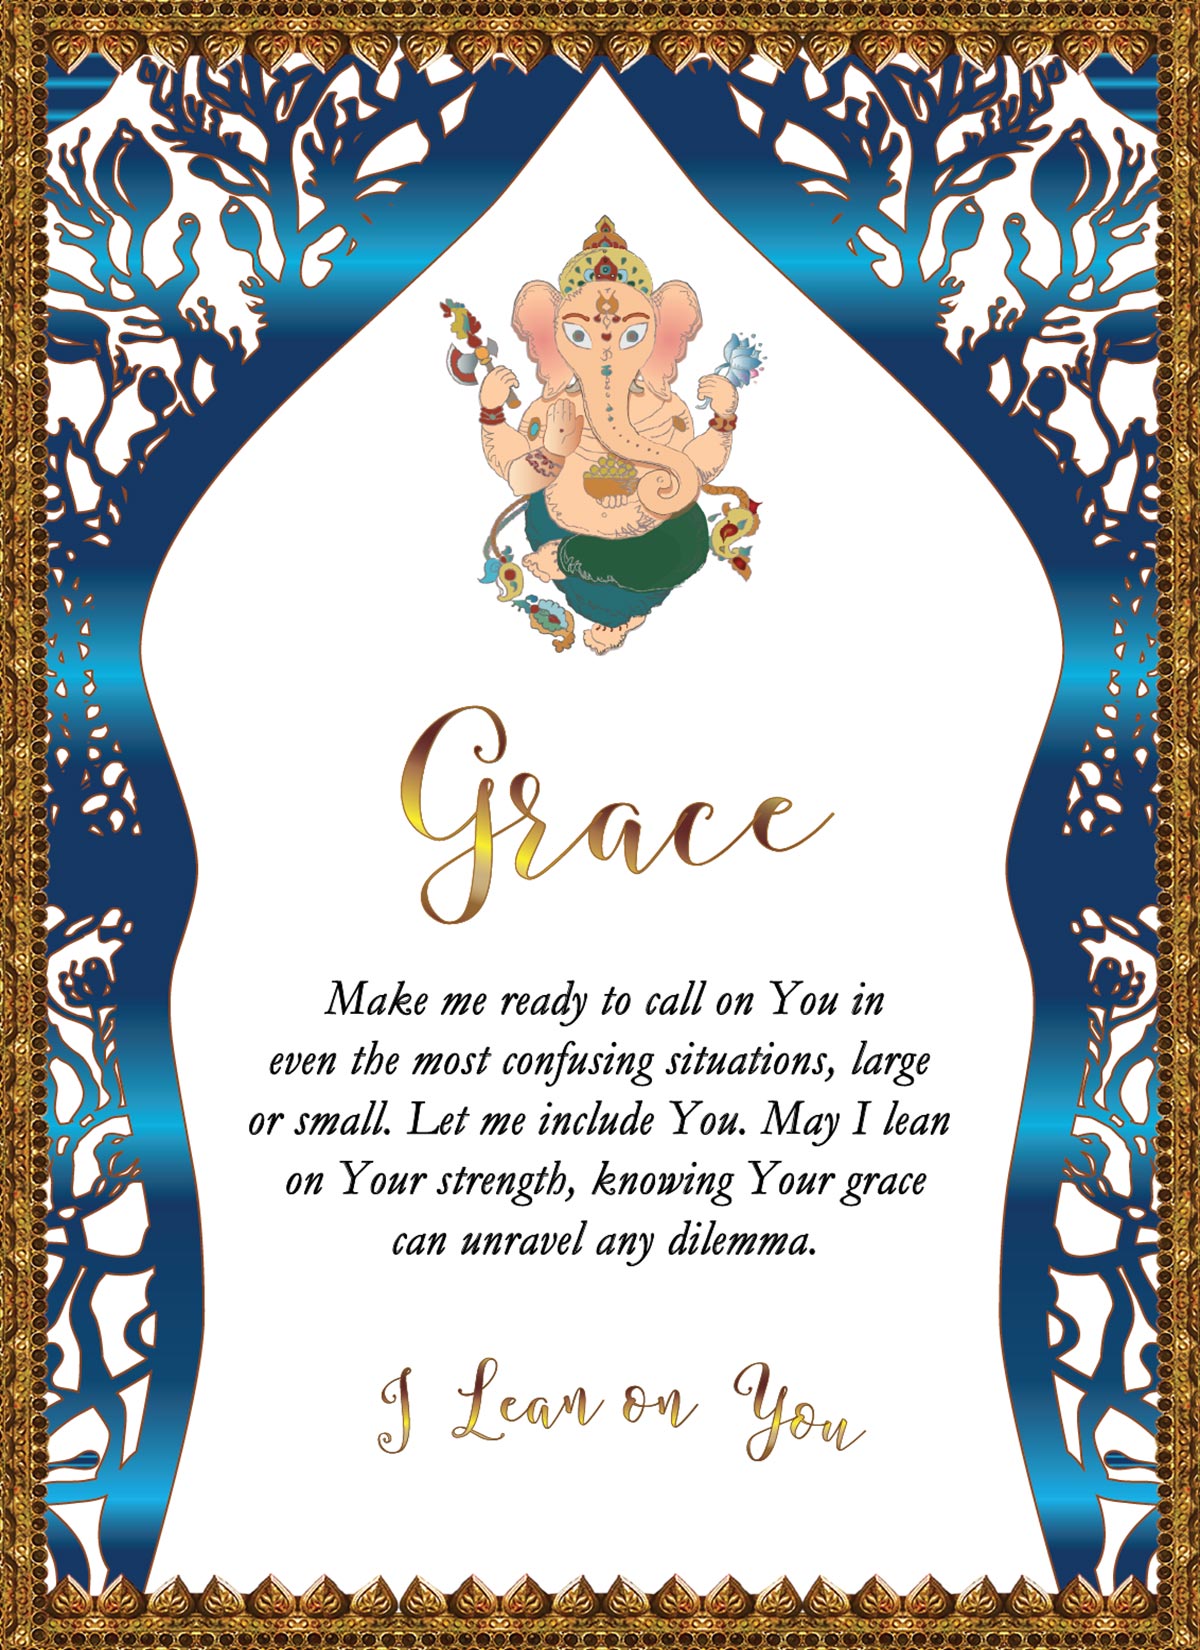 Grace
Make me ready to call on You in
even the most confusing situations, large
or small. Let me include You. May I lean
on Your strength, knowing Your grace
can unravel any dilemma.
I Lean on You